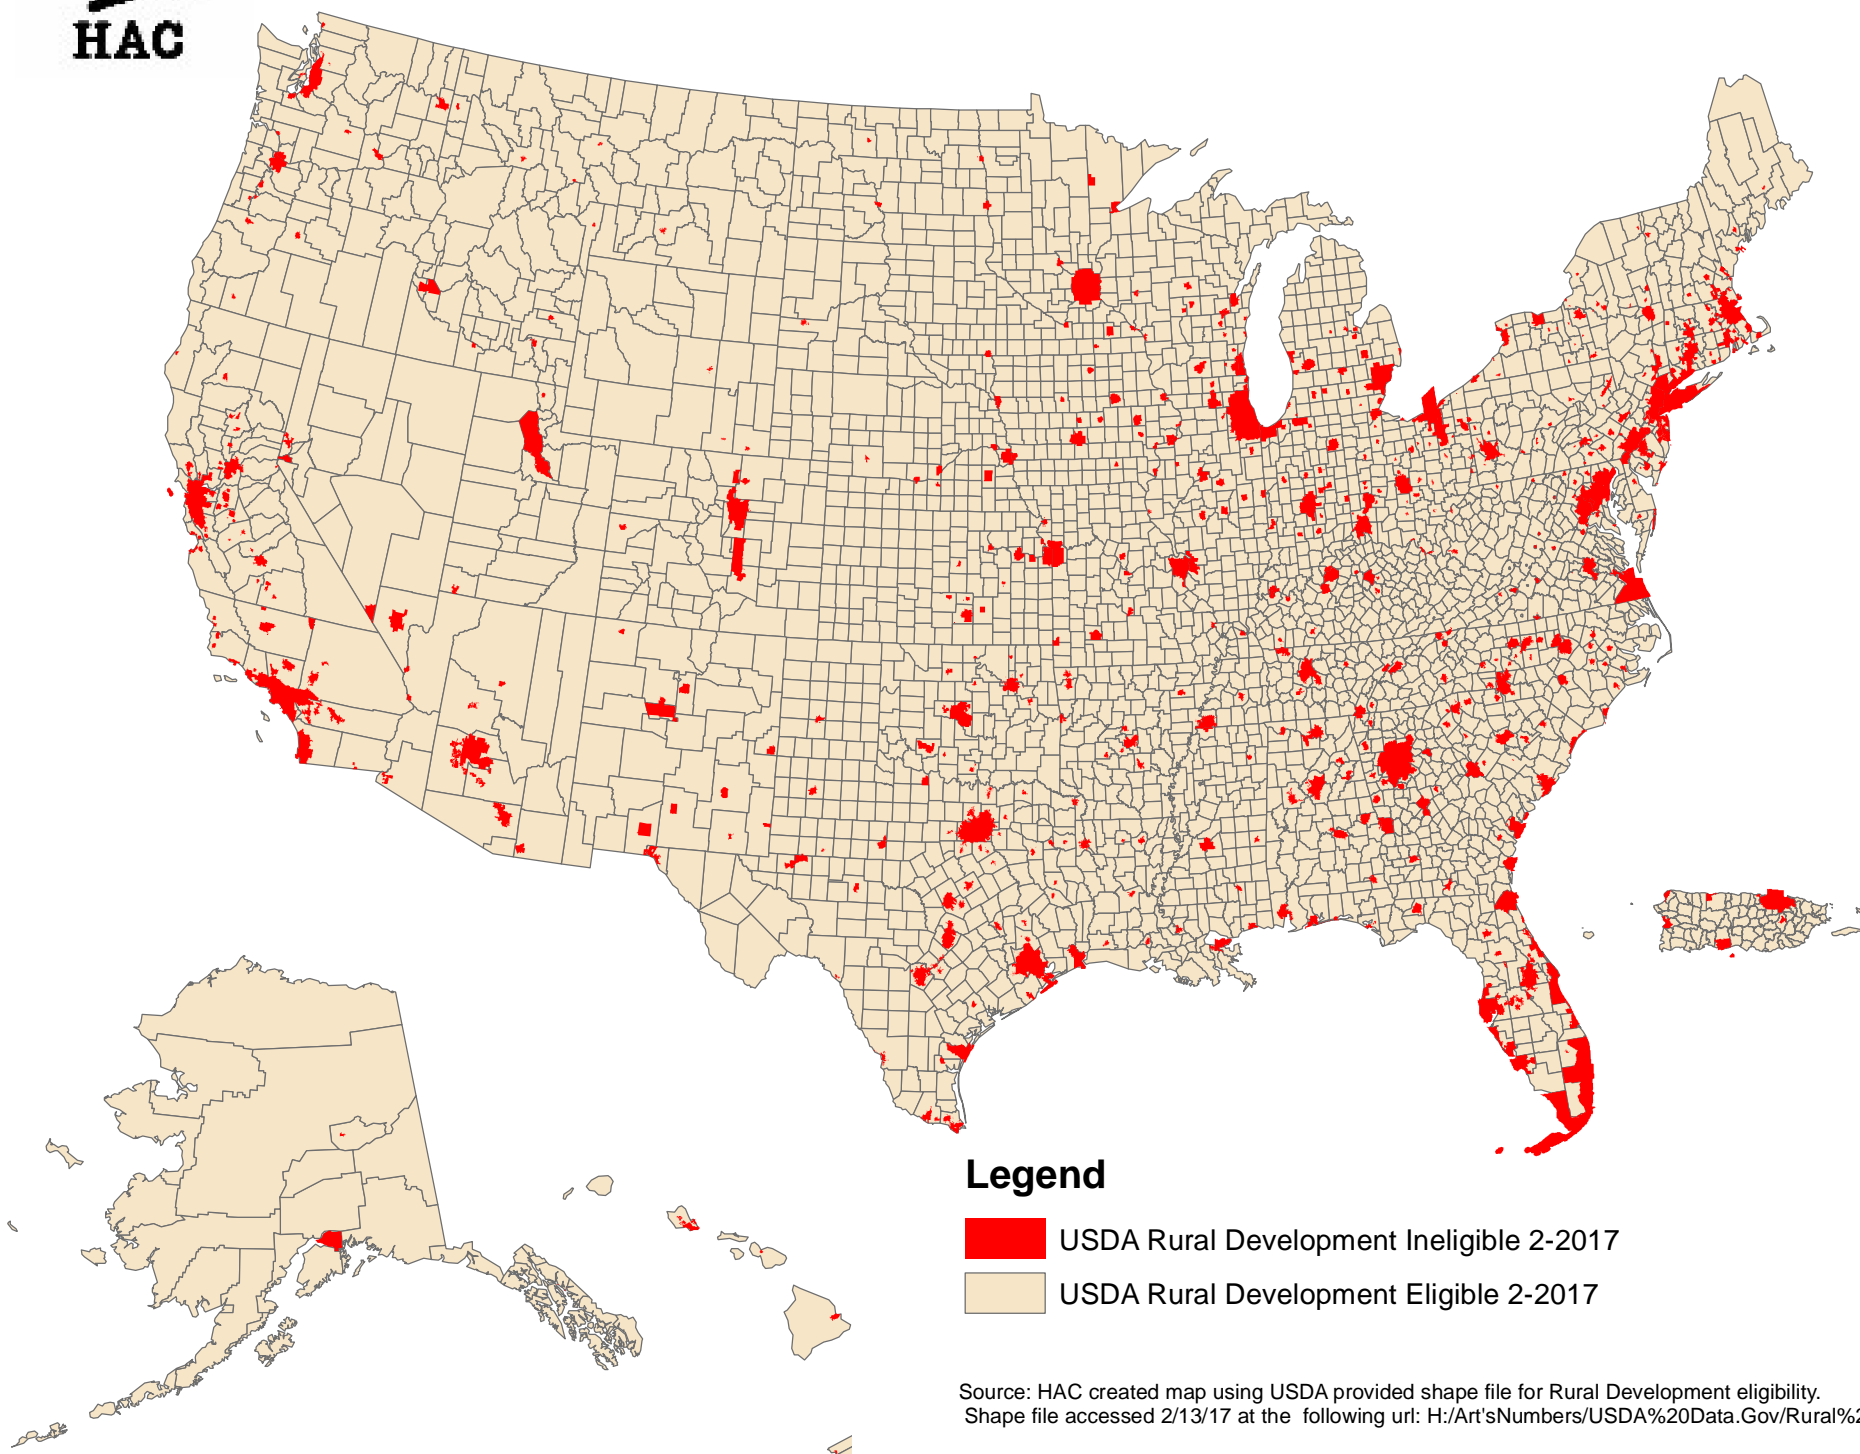 HAC
Legend
USDA Rural Development Ineligible 2-2017
USDA Rural Development Eligible 2-2017
Source: HAC created map using USDA provided shape file for Rural Development eligibility.
Shape file accessed 2/13/17 at the following url: H:/Art'sNumbers/USDA%20Data.Gov/Rural%2